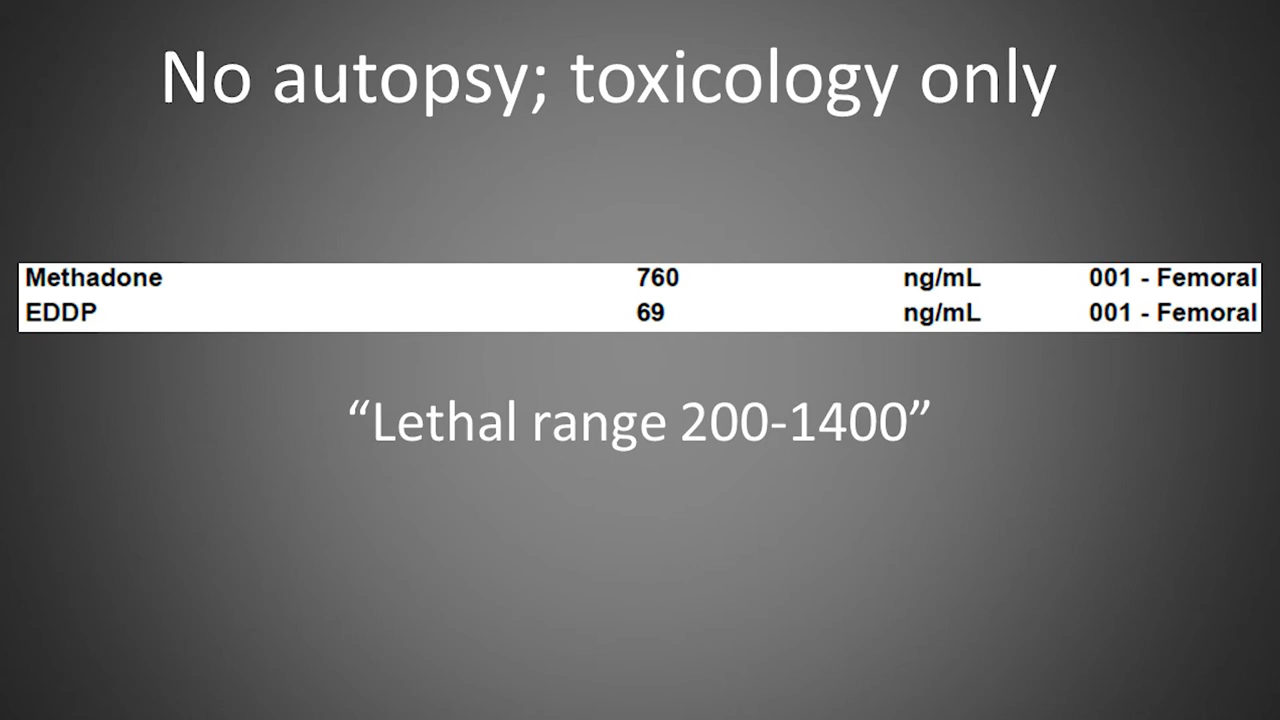 No autopsy; toxicology only
Methadone 760 ng/mL 001 - Femoral
EDDP 69 ng/mL 001 - Femoral
“Lethal range 200-1400”